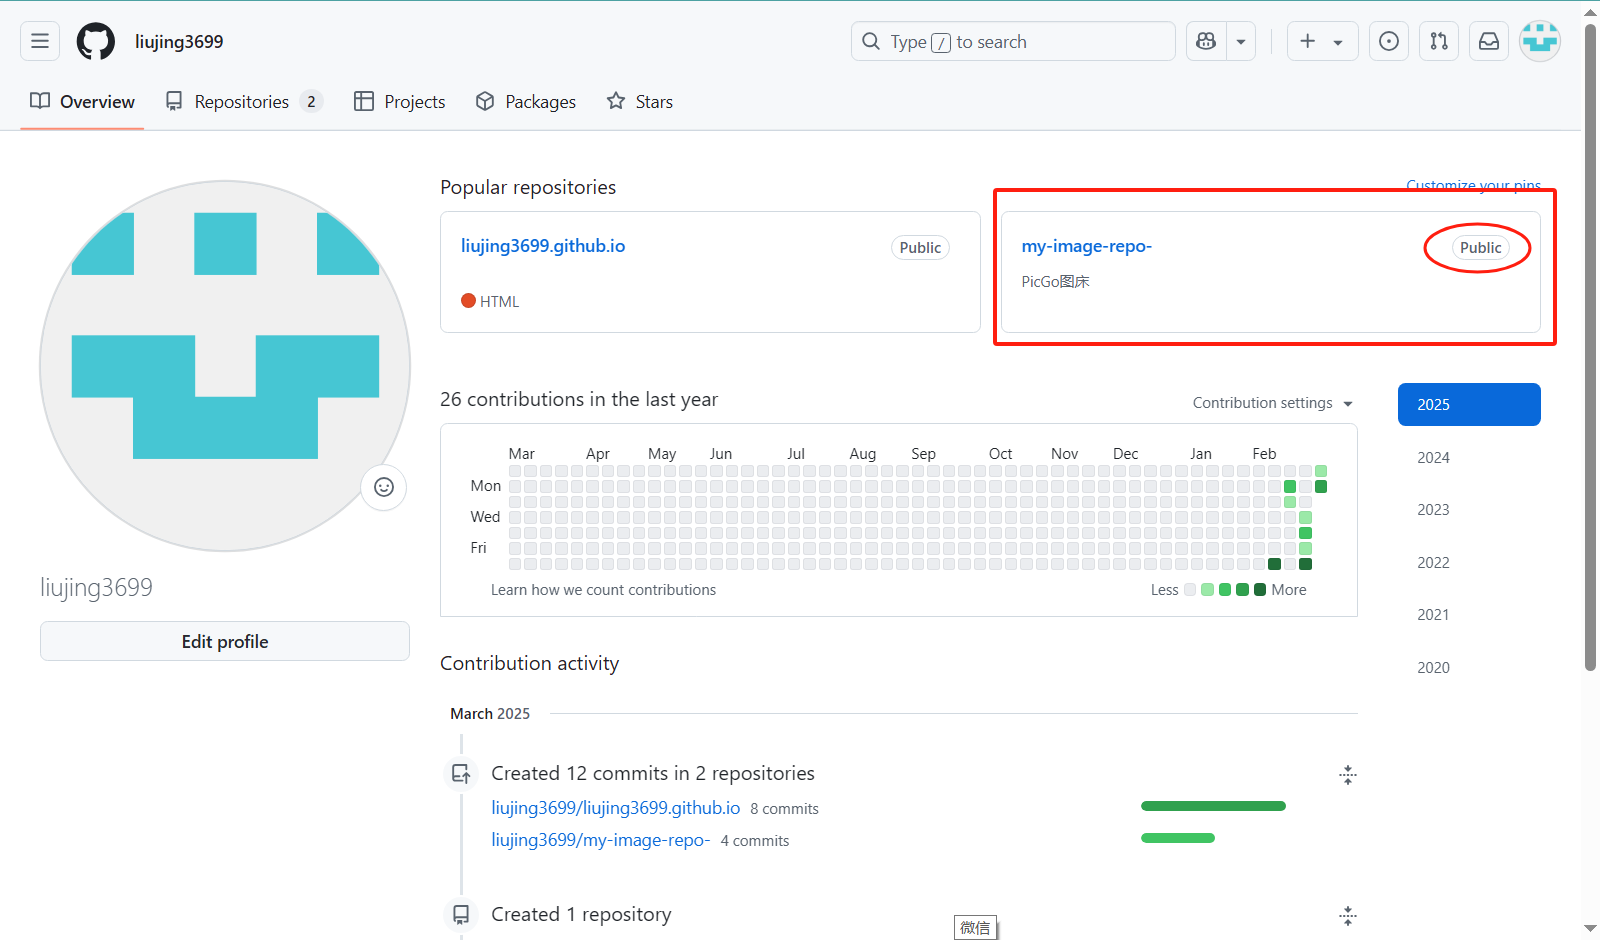 liujing3699
Type / to search
Overview
Repositories 2
Projects
Packages
Stars
Popular repositories
Customize your pins
liujing3699.github.io
Public
HTML
my-image-repo-
Public
PicGo图床
26 contributions in the last year
Contribution settings
2025
2024
2023
2022
2021
2020
Mar Apr May Jun Jul Aug Sep Oct Nov Dec Jan Feb
Mon
Wed
Fri
Learn how we count contributions
Less
More
liujing3699
Edit profile
Contribution activity
March 2025
Created 12 commits in 2 repositories
liujing3699/liujing3699.github.io 8 commits
liujing3699/my-image-repo- 4 commits
Created 1 repository
微信